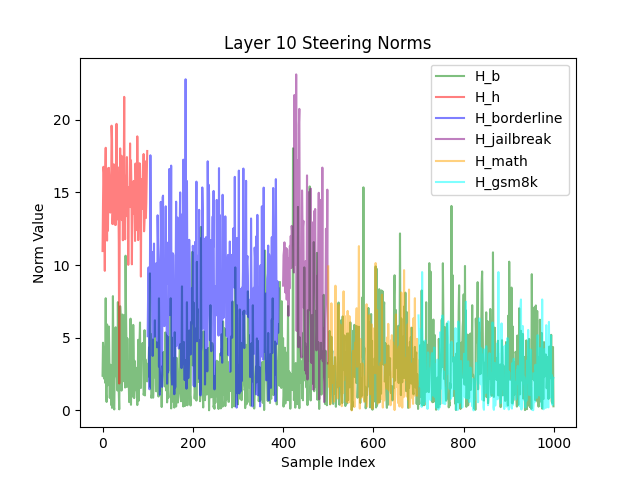 Layer 10 Steering Norms
Norm Value
20
15
10
5
0
H_b
H_h
H_borderline
H_jailbreak
H_math
H_gsm8k
0
200
400
600
800
1000
Sample Index